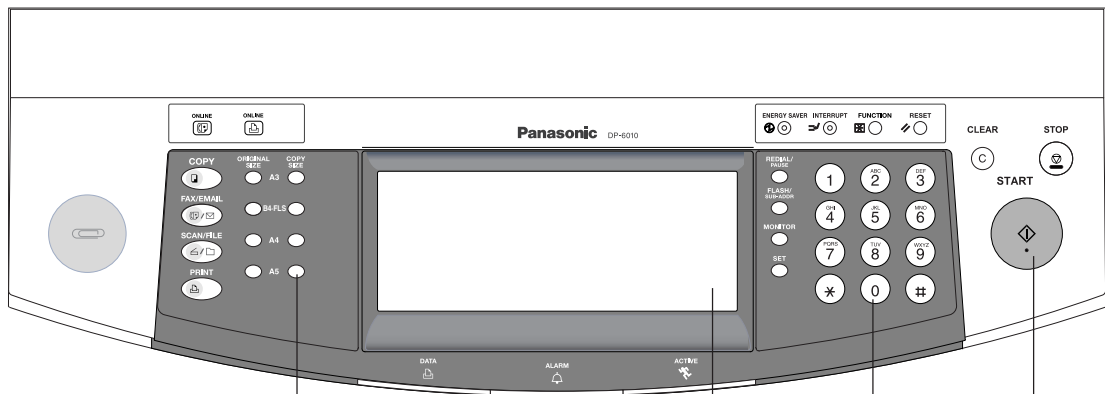 ONLINE ONLINE
Panasonic DP-6010
ENERGY SAVER INTERRUPT FUNCTION RESET
CLEAR STOP
C
START
COPY
FAX/EMAIL
SCAN/FILE
PRINT
ORIGINAL SIZE
COPY SIZE
A3
B4·FLS
A4
A5
REDIAL/
PAUSE
FLASH/
SUB-ADDR
MONITOR
SET
1 ABC 2 DEF 3
GHI 4 JKL 5 MNO 6
PQRS 7 TUV 8 WXYZ 9
* 0 #
DATA ALARM ACTIVE